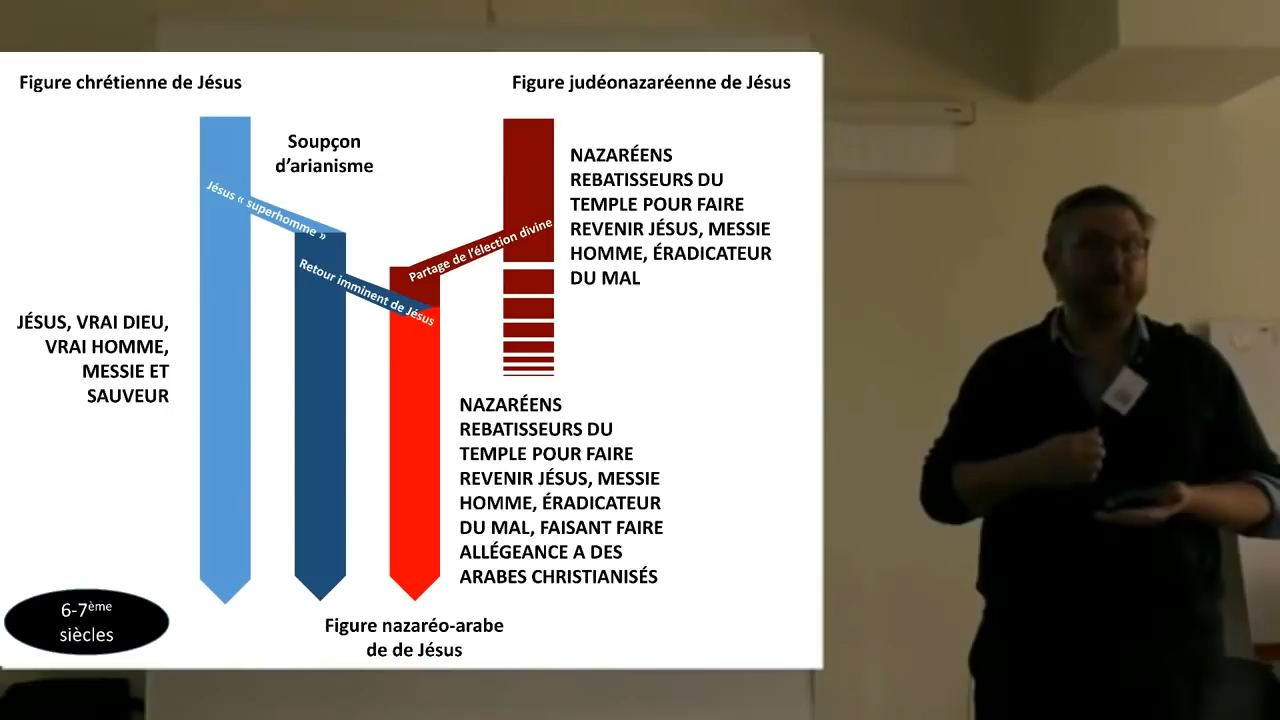 Figure chrétienne de Jésus
Figure judéonazaréenne de Jésus
Soupçon
d’arianisme
NAZARÉENS
REBATISSEURS DU
TEMPLE POUR FAIRE
REVENIR JÉSUS, MESSIE
HOMME, ÉRADICATEUR
DU MAL
Jésus « superhomme »
Partage de l’élection divine
Retour imminent de Jésus
JÉSUS, VRAI DIEU,
VRAI HOMME,
MESSIE ET
SAUVEUR
NAZARÉENS
REBATISSEURS DU
TEMPLE POUR FAIRE
REVENIR JÉSUS, MESSIE
HOMME, ÉRADICATEUR
DU MAL, FAISANT FAIRE
ALLÉGEANCE A DES
ARABES CHRISTIANISÉS
6-7ème
siècles
Figure nazaréo-arabe
de de Jésus